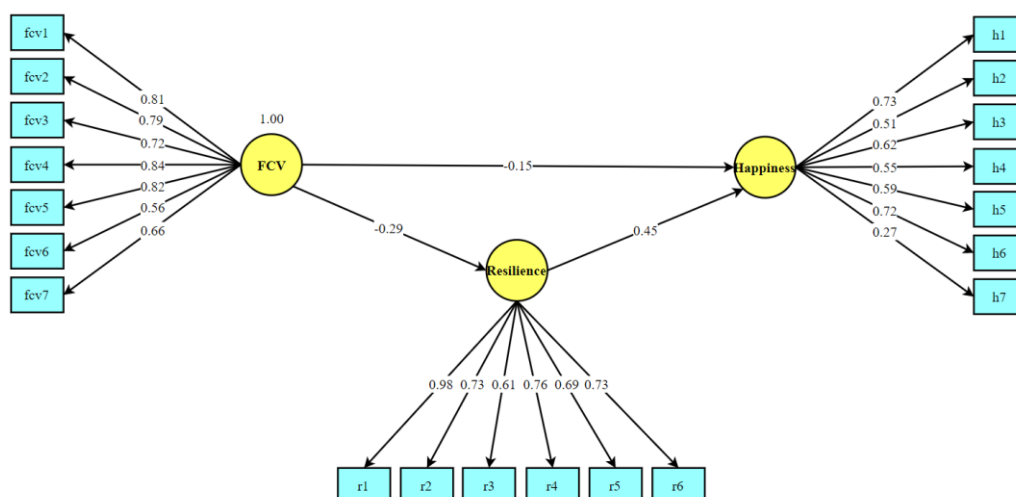 fcv1
fcv2
fcv3
fcv4
fcv5
fcv6
fcv7
0.81
0.79
0.72
0.84
0.82
0.56
0.66
1.00
FCV
-0.15
-0.29
0.45
Resilience
Happiness
0.73
0.51
0.62
0.55
0.59
0.72
0.27
h1
h2
h3
h4
h5
h6
h7
0.98
0.73
0.61
0.76
0.69
0.73
r1
r2
r3
r4
r5
r6